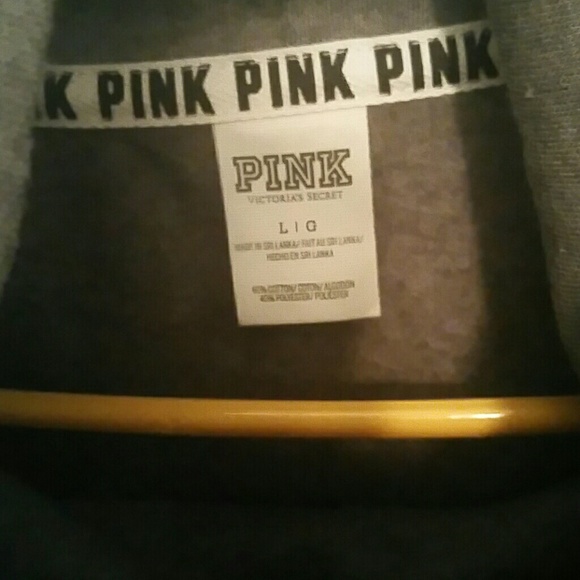 K PINK PINK PINK
PINK
VICTORIA'S SECRET
L | G
MADE IN SRI LANKA/ FAIT AU SRI LANKA/
HECHO EN SRI LANKA
60% COTTON/ COTON/ ALGODÓN
40% POLYESTER/ POLIESTER